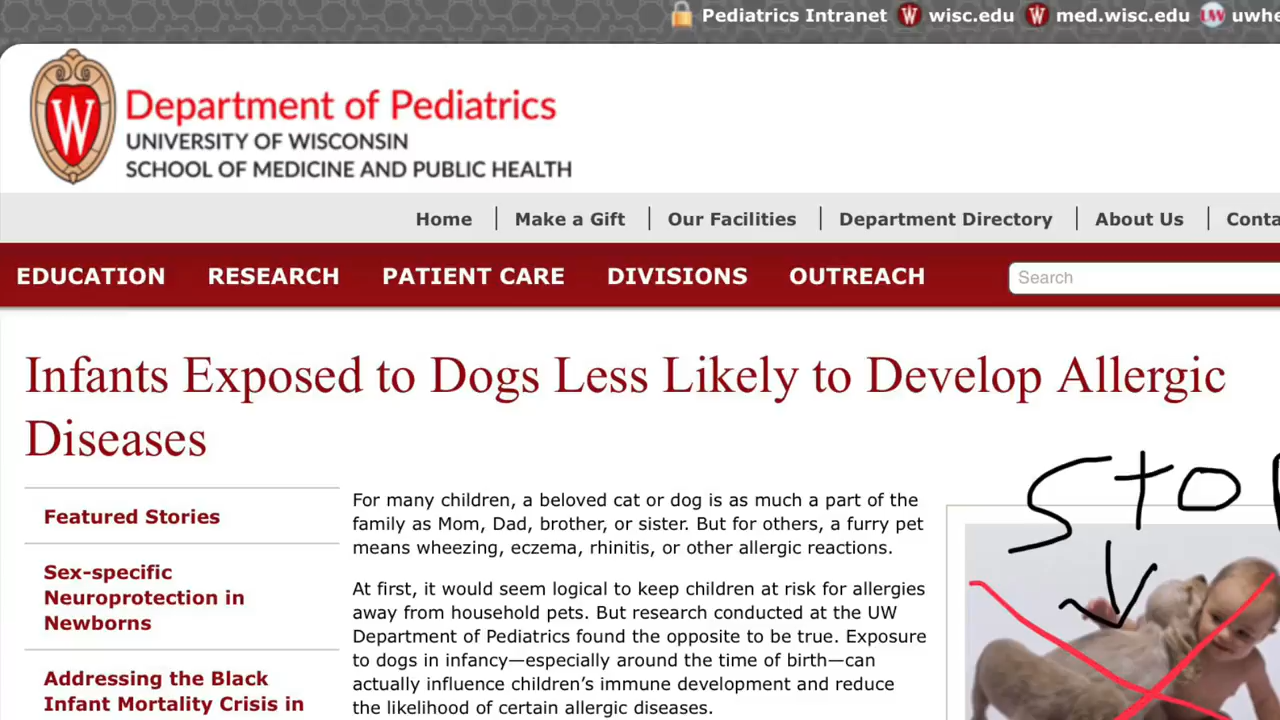 Pediatrics Intranet wisc.edu med.wisc.edu
W
Department of Pediatrics
UNIVERSITY OF WISCONSIN
SCHOOL OF MEDICINE AND PUBLIC HEALTH
Home Make a Gift Our Facilities Department Directory About Us
EDUCATION RESEARCH PATIENT CARE DIVISIONS OUTREACH Search
Infants Exposed to Dogs Less Likely to Develop Allergic
Diseases
Featured Stories
Sex-specific
Neuroprotection in
Newborns
Addressing the Black
Infant Mortality Crisis in
For many children, a beloved cat or dog is as much a part of the
family as Mom, Dad, brother, or sister. But for others, a furry pet
means wheezing, eczema, rhinitis, or other allergic reactions.
At first, it would seem logical to keep children at risk for allergies
away from household pets. But research conducted at the UW
Department of Pediatrics found the opposite to be true. Exposure
to dogs in infancy—especially around the time of birth—can
actually influence children’s immune development and reduce
the likelihood of certain allergic diseases.